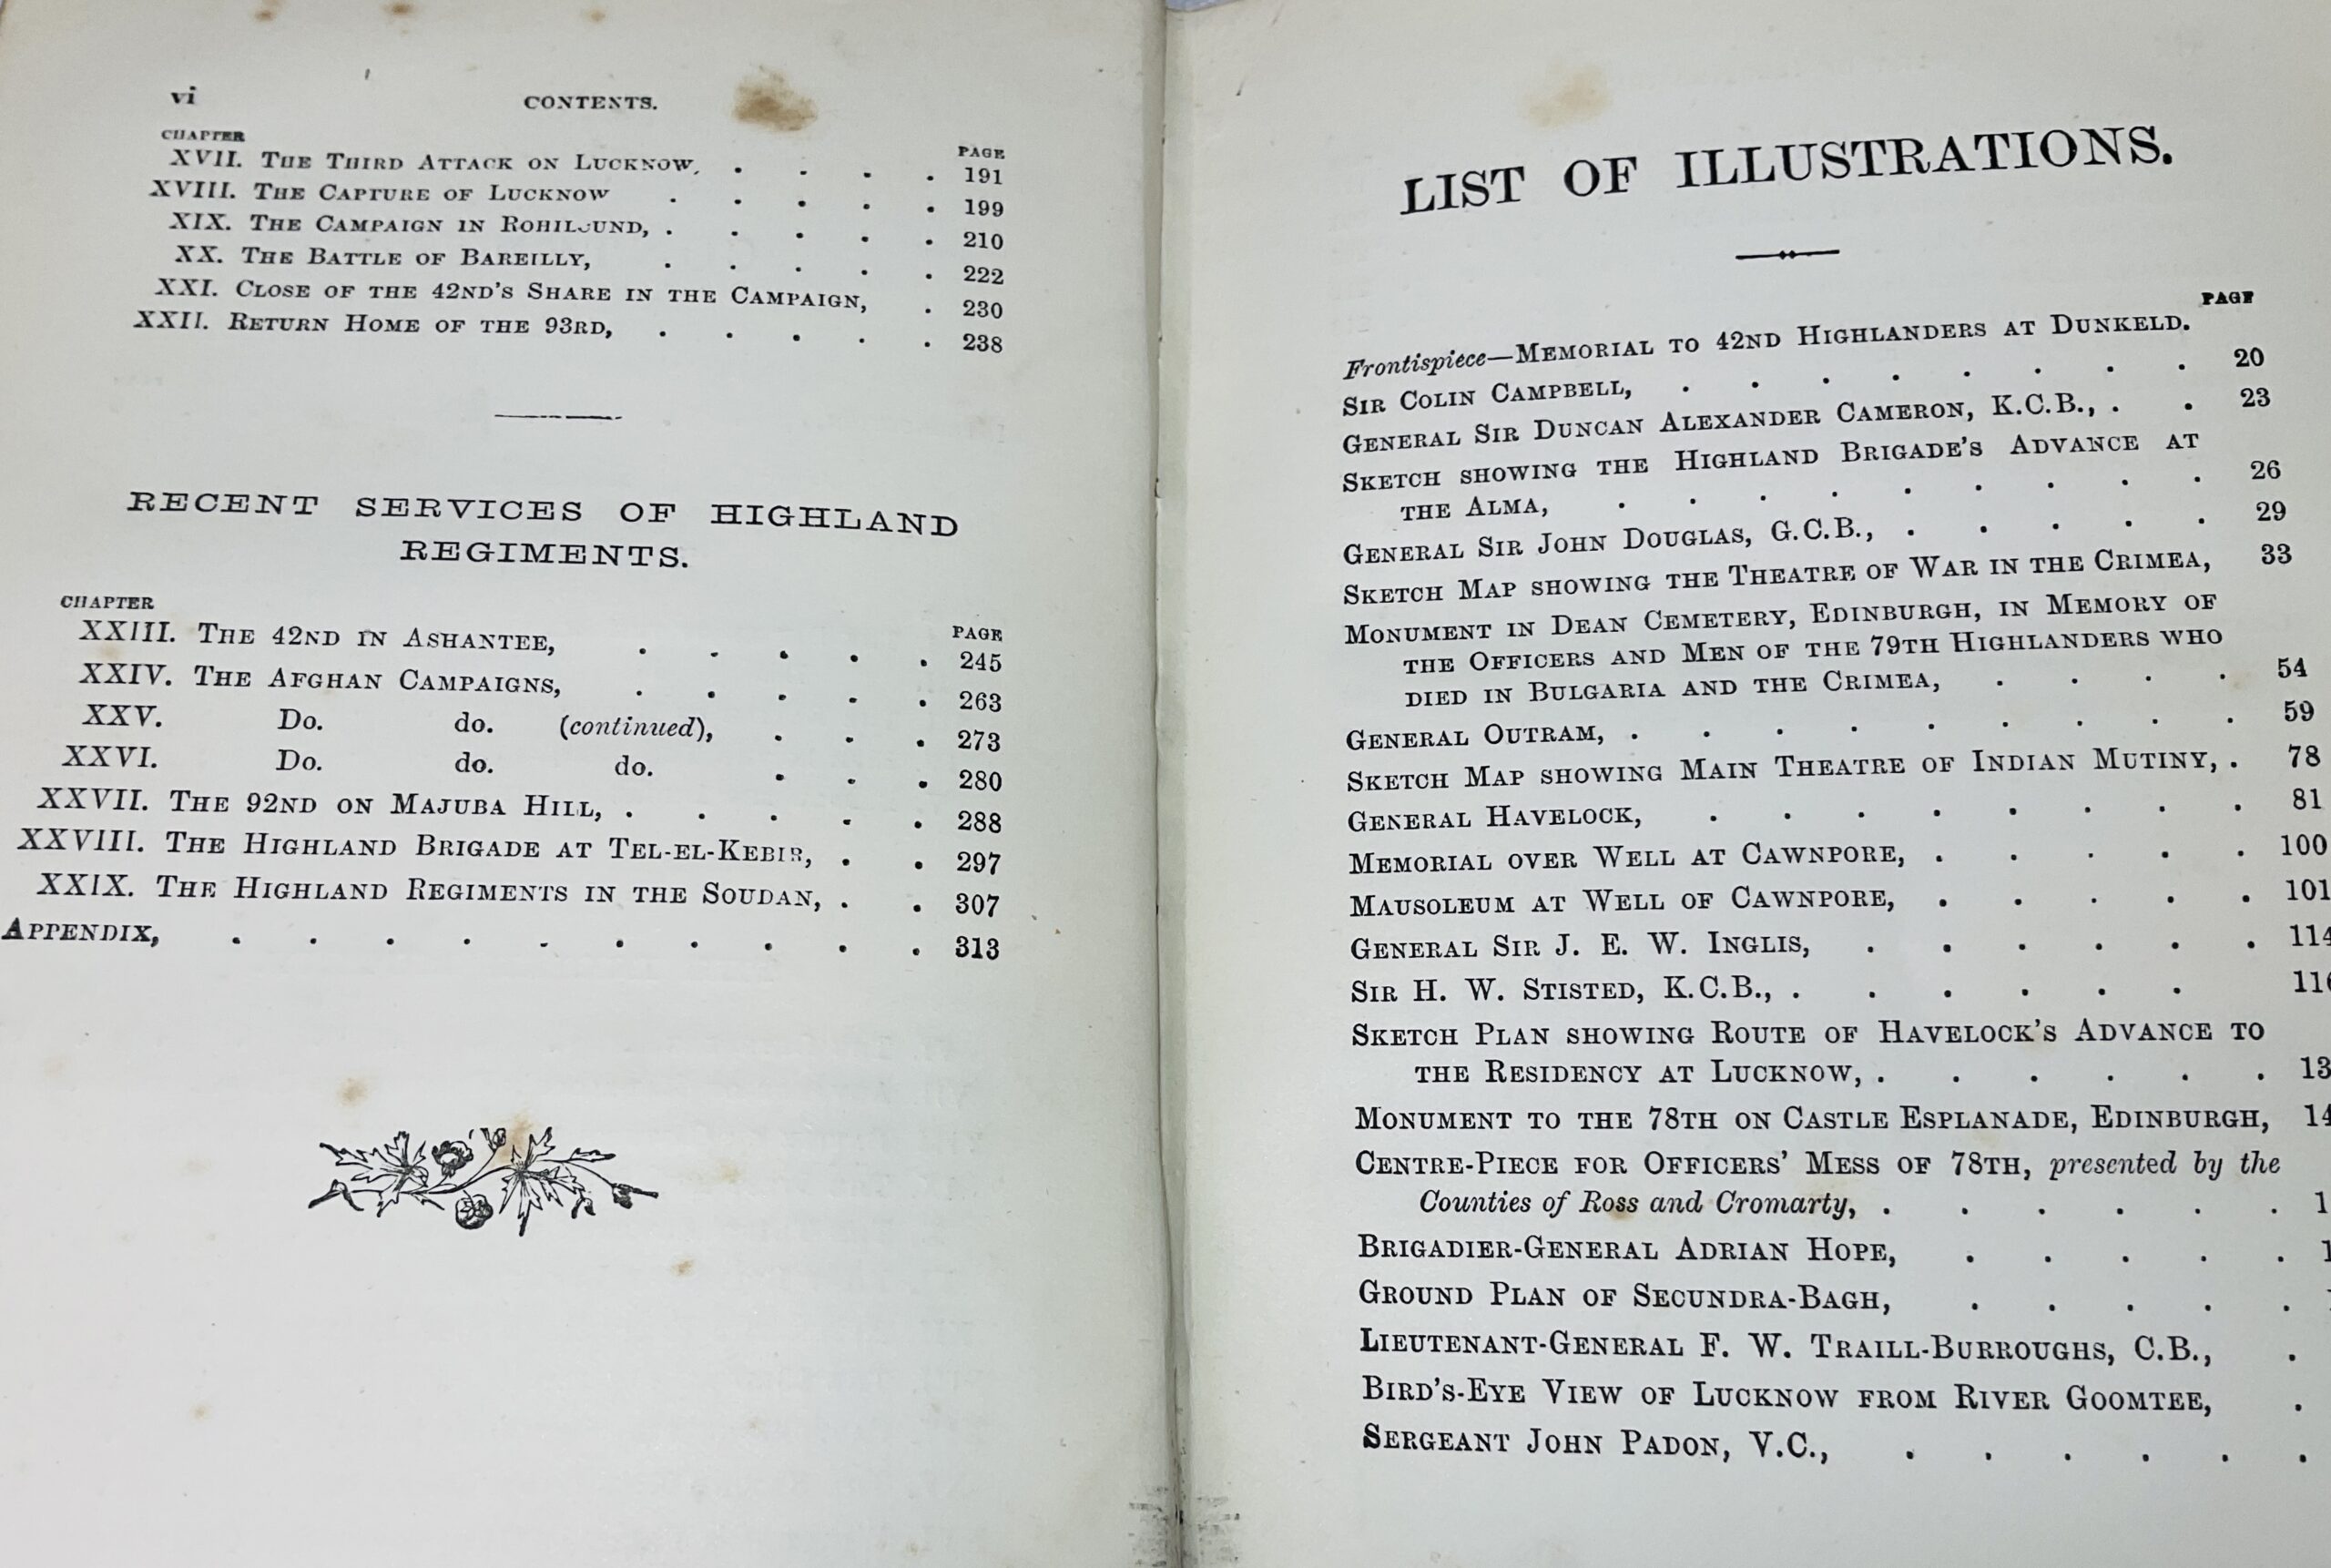 vi CONTENTS.
CHAPTER PAGE
XVII. THE THIRD ATTACK ON LUCKNOW, . . . . 191
XVIII. THE CAPTURE OF LUCKNOW . . . . . 199
XIX. THE CAMPAIGN IN ROHILCUND, . . . . . 210
XX. THE BATTLE OF BAREILLY, . . . . . 222
XXI. CLOSE OF THE 42ND'S SHARE IN THE CAMPAIGN, . 230
XXII. RETURN HOME OF THE 93RD, . . . . . 238
RECENT SERVICES OF HIGHLAND
REGIMENTS.
CHAPTER PAGE
XXIII. THE 42ND IN ASHANTEE, . . . . . 245
XXIV. THE AFGHAN CAMPAIGNS, . . . . . 263
XXV. Do. do. (continued), . . . 273
XXVI. Do. do. do. . . . 280
XXVII. THE 92ND ON MAJUBA HILL, . . . . . 288
XXVIII. THE HIGHLAND BRIGADE AT TEL-EL-KEBIR, . . 297
XXIX. THE HIGHLAND REGIMENTS IN THE SOUDAN, . . 307
APPENDIX, . . . . . . . . . . 313
LIST OF ILLUSTRATIONS.
PAGE
Frontispiece—MEMORIAL TO 42ND HIGHLANDERS AT DUNKELD.
SIR COLIN CAMPBELL, . . . . . . . . 20
GENERAL SIR DUNCAN ALEXANDER CAMERON, K.C.B., . . 23
SKETCH SHOWING THE HIGHLAND BRIGADE'S ADVANCE AT
THE ALMA, . . . . . . . . . 26
GENERAL SIR JOHN DOUGLAS, G.C.B., . . . . . 29
SKETCH MAP SHOWING THE THEATRE OF WAR IN THE CRIMEA, 33
MONUMENT IN DEAN CEMETERY, EDINBURGH, IN MEMORY OF
THE OFFICERS AND MEN OF THE 79TH HIGHLANDERS WHO
DIED IN BULGARIA AND THE CRIMEA, . . . . 54
GENERAL OUTRAM, . . . . . . . . . 59
SKETCH MAP SHOWING MAIN THEATRE OF INDIAN MUTINY, . 78
GENERAL HAVELOCK, . . . . . . . . 81
MEMORIAL OVER WELL AT CAWNPORE, . . . . . 100
MAUSOLEUM AT WELL OF CAWNPORE, . . . . . 101
GENERAL SIR J. E. W. INGLIS, . . . . . . 114
SIR H. W. STISTED, K.C.B., . . . . . . 116
SKETCH PLAN SHOWING ROUTE OF HAVELOCK'S ADVANCE TO
THE RESIDENCY AT LUCKNOW, . . . . . . 13
MONUMENT TO THE 78TH ON CASTLE ESPLANADE, EDINBURGH, 14
CENTRE-PIECE FOR OFFICERS' MESS OF 78TH, presented by the
Counties of Ross and Cromarty, . . . . . . 1
BRIGADIER-GENERAL ADRIAN HOPE, . . . . . 1
GROUND PLAN OF SECUNDRA-BAGH, . . . . .
LIEUTENANT-GENERAL F. W. TRAILL-BURROUGHS, C.B., .
BIRD'S-EYE VIEW OF LUCKNOW FROM RIVER GOOMTEE, .
SERGEANT JOHN PADON, V.C., . . . . . .